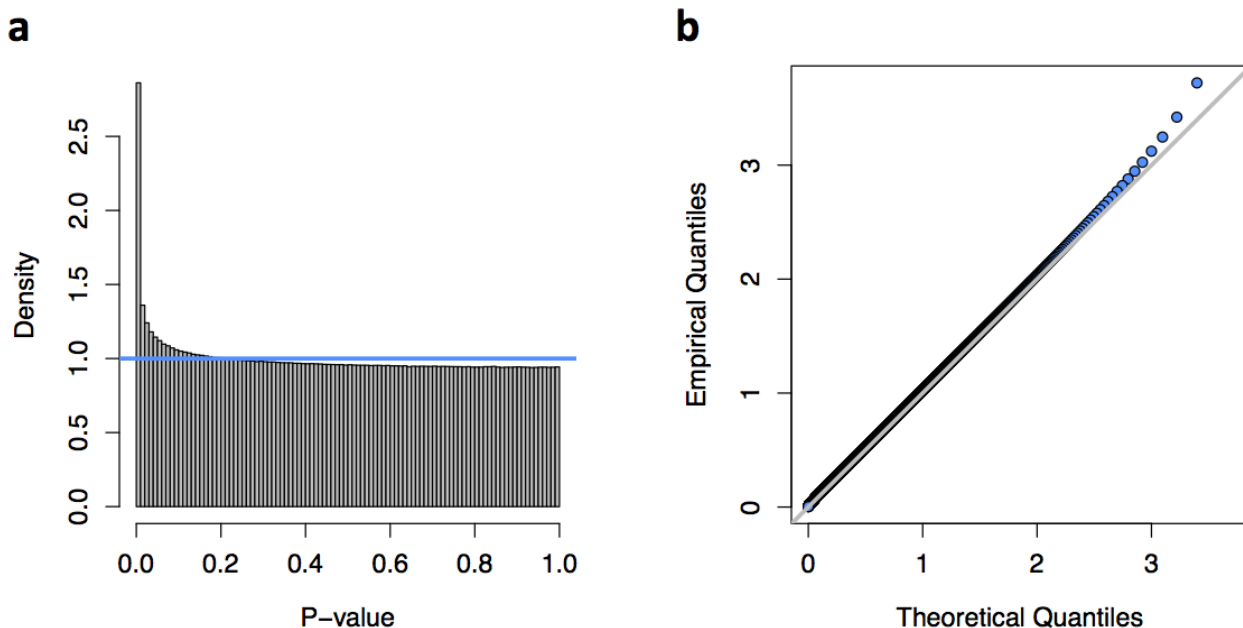 a
Density
0.0 0.5 1.0 1.5 2.0 2.5
0.0 0.2 0.4 0.6 0.8 1.0
P−value
b
Empirical Quantiles
0 1 2 3
0 1 2 3
Theoretical Quantiles